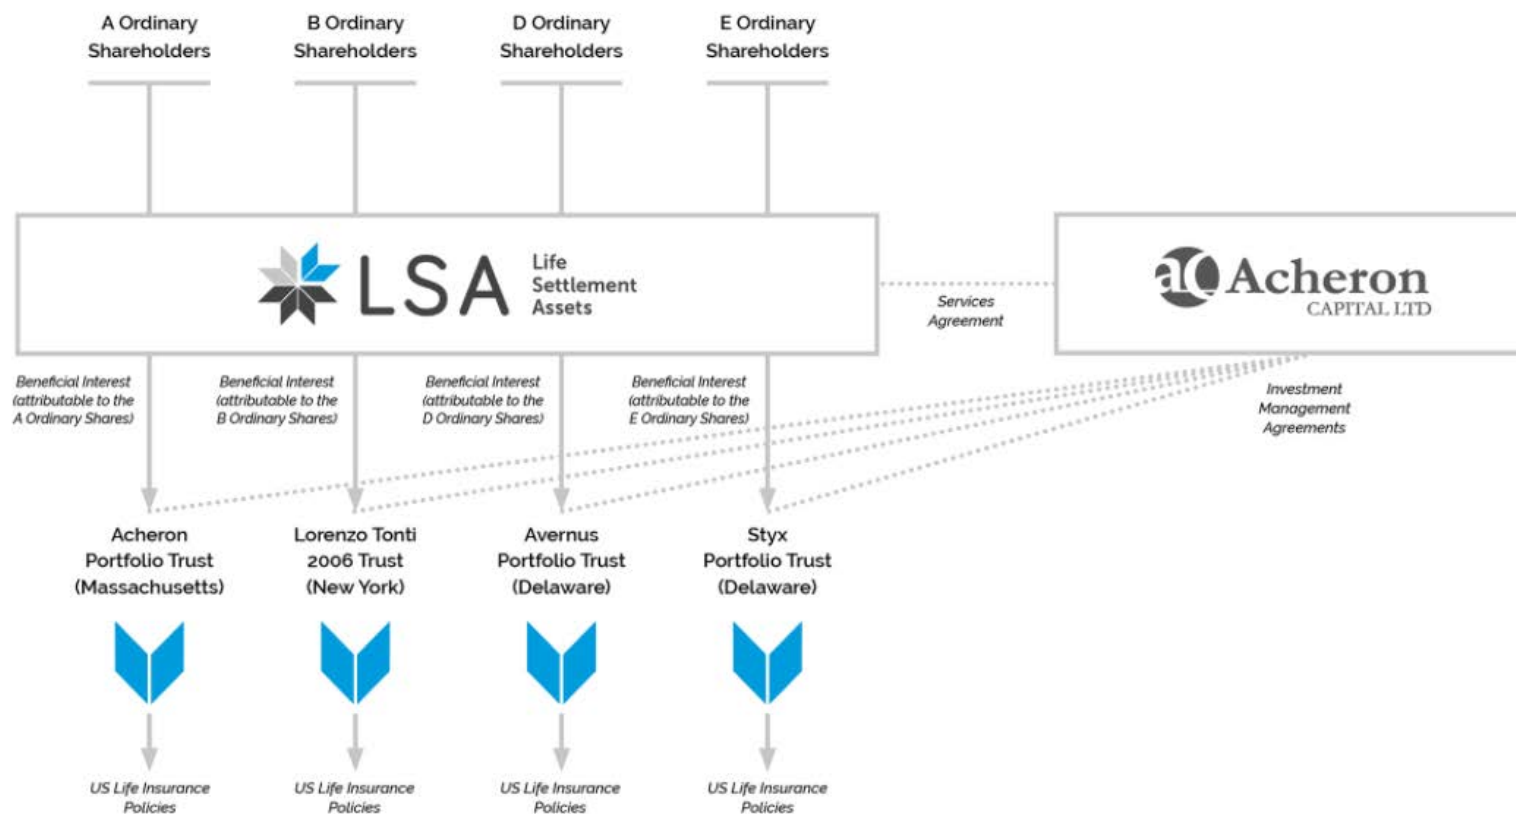 A Ordinary
Shareholders
B Ordinary
Shareholders
D Ordinary
Shareholders
E Ordinary
Shareholders
LSA
Life
Settlement
Assets
Services
Agreement
ac Acheron
CAPITAL LTD
Beneficial Interest
(attributable to the
A Ordinary Shares)
Beneficial Interest
(attributable to the
B Ordinary Shares)
Beneficial Interest
(attributable to the
D Ordinary Shares)
Beneficial Interest
(attributable to the
E Ordinary Shares)
Investment
Management
Agreements
Acheron
Portfolio Trust
(Massachusetts)
Lorenzo Tonti
2006 Trust
(New York)
Avernus
Portfolio Trust
(Delaware)
Styx
Portfolio Trust
(Delaware)
US Life Insurance
Policies
US Life Insurance
Policies
US Life Insurance
Policies
US Life Insurance
Policies